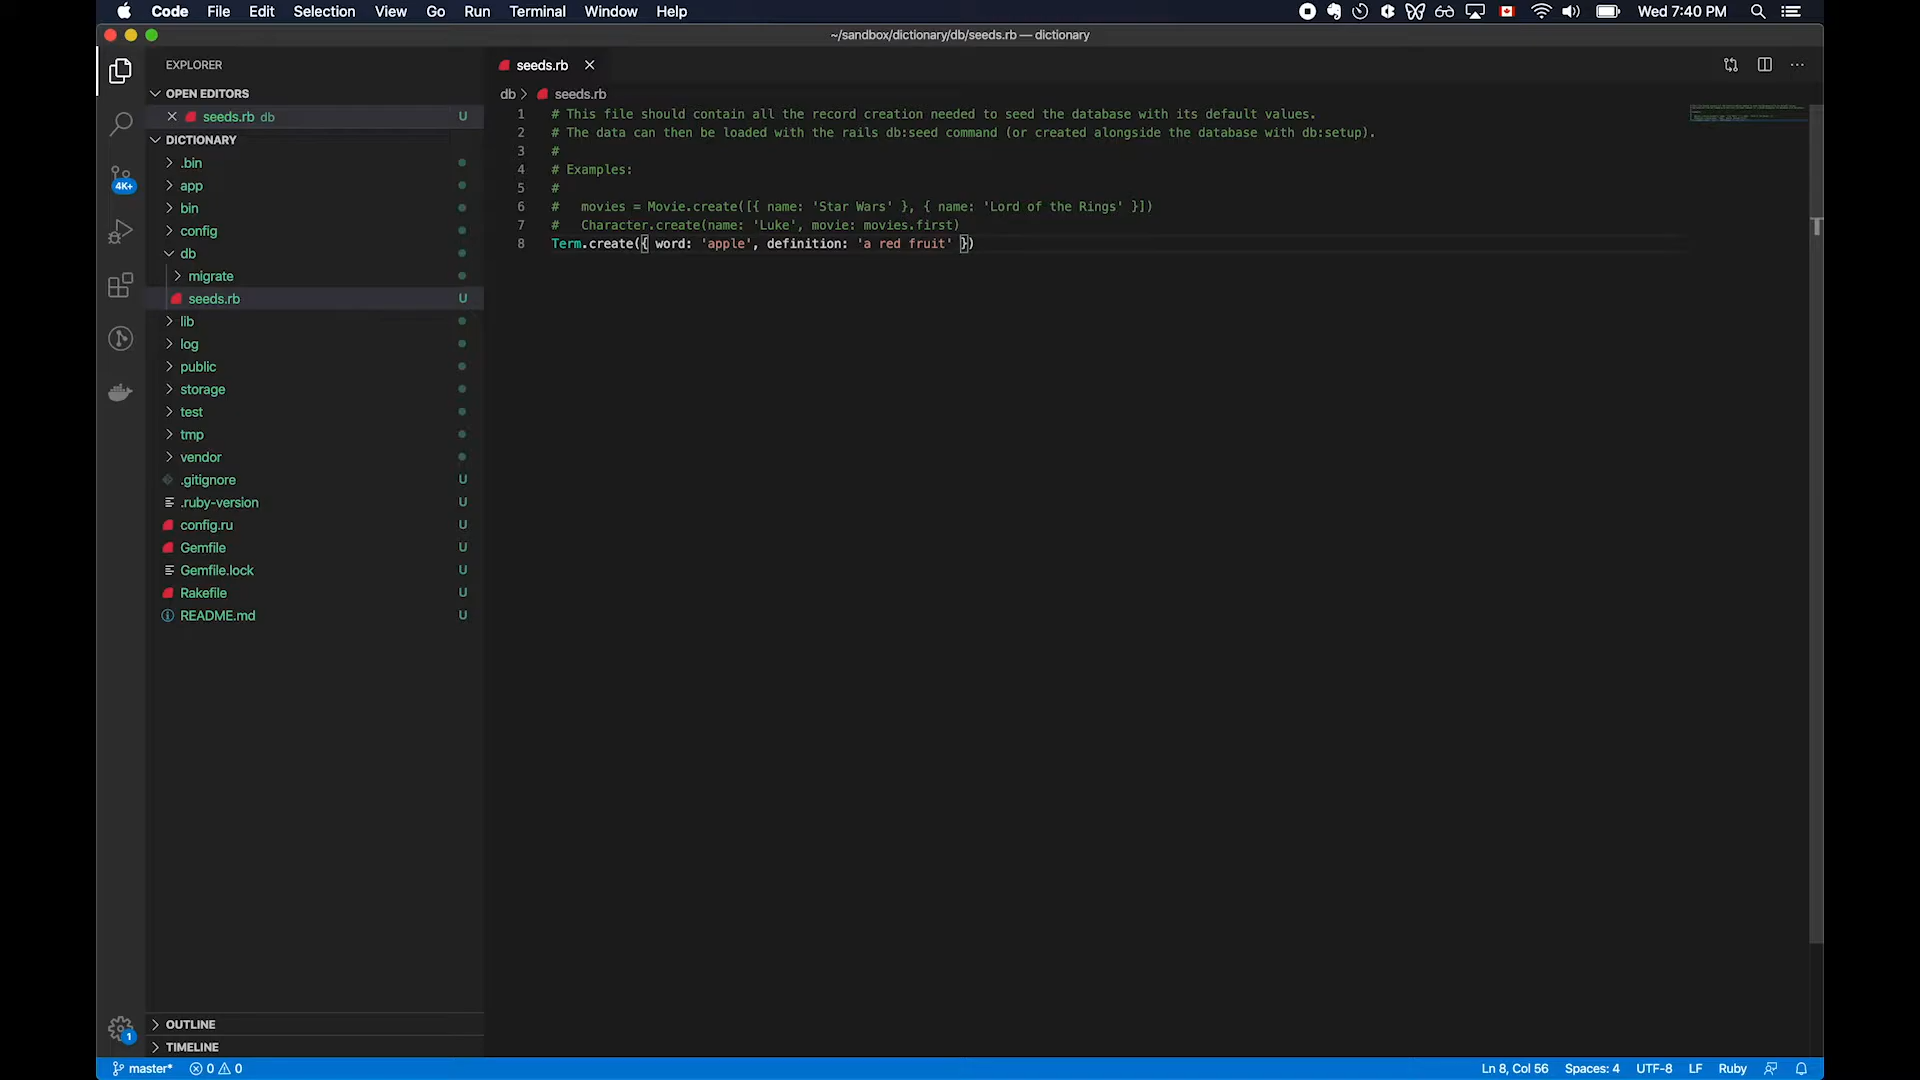 Code File Edit Selection View Go Run Terminal Window Help Wed 7:40 PM
~/sandbox/dictionary/db/seeds.rb — dictionary
EXPLORER
OPEN EDITORS
seeds.rb db U
DICTIONARY
.bin
app
bin
config
db
migrate
seeds.rb U
lib
log
public
storage
test
tmp
vendor
.gitignore U
.ruby-version U
config.ru U
Gemfile U
Gemfile.lock U
Rakefile U
README.md U
OUTLINE
TIMELINE
4K+
1
seeds.rb
db > seeds.rb
1 # This file should contain all the record creation needed to seed the database with its default values.
2 # The data can then be loaded with the rails db:seed command (or created alongside the database with db:setup).
3 #
4 # Examples:
5 #
6 #   movies = Movie.create([{ name: 'Star Wars' }, { name: 'Lord of the Rings' }])
7 #   Character.create(name: 'Luke', movie: movies.first)
8 Term.create({ word: 'apple', definition: 'a red fruit' })
master* 0 0 Ln 8, Col 56 Spaces: 4 UTF-8 LF Ruby